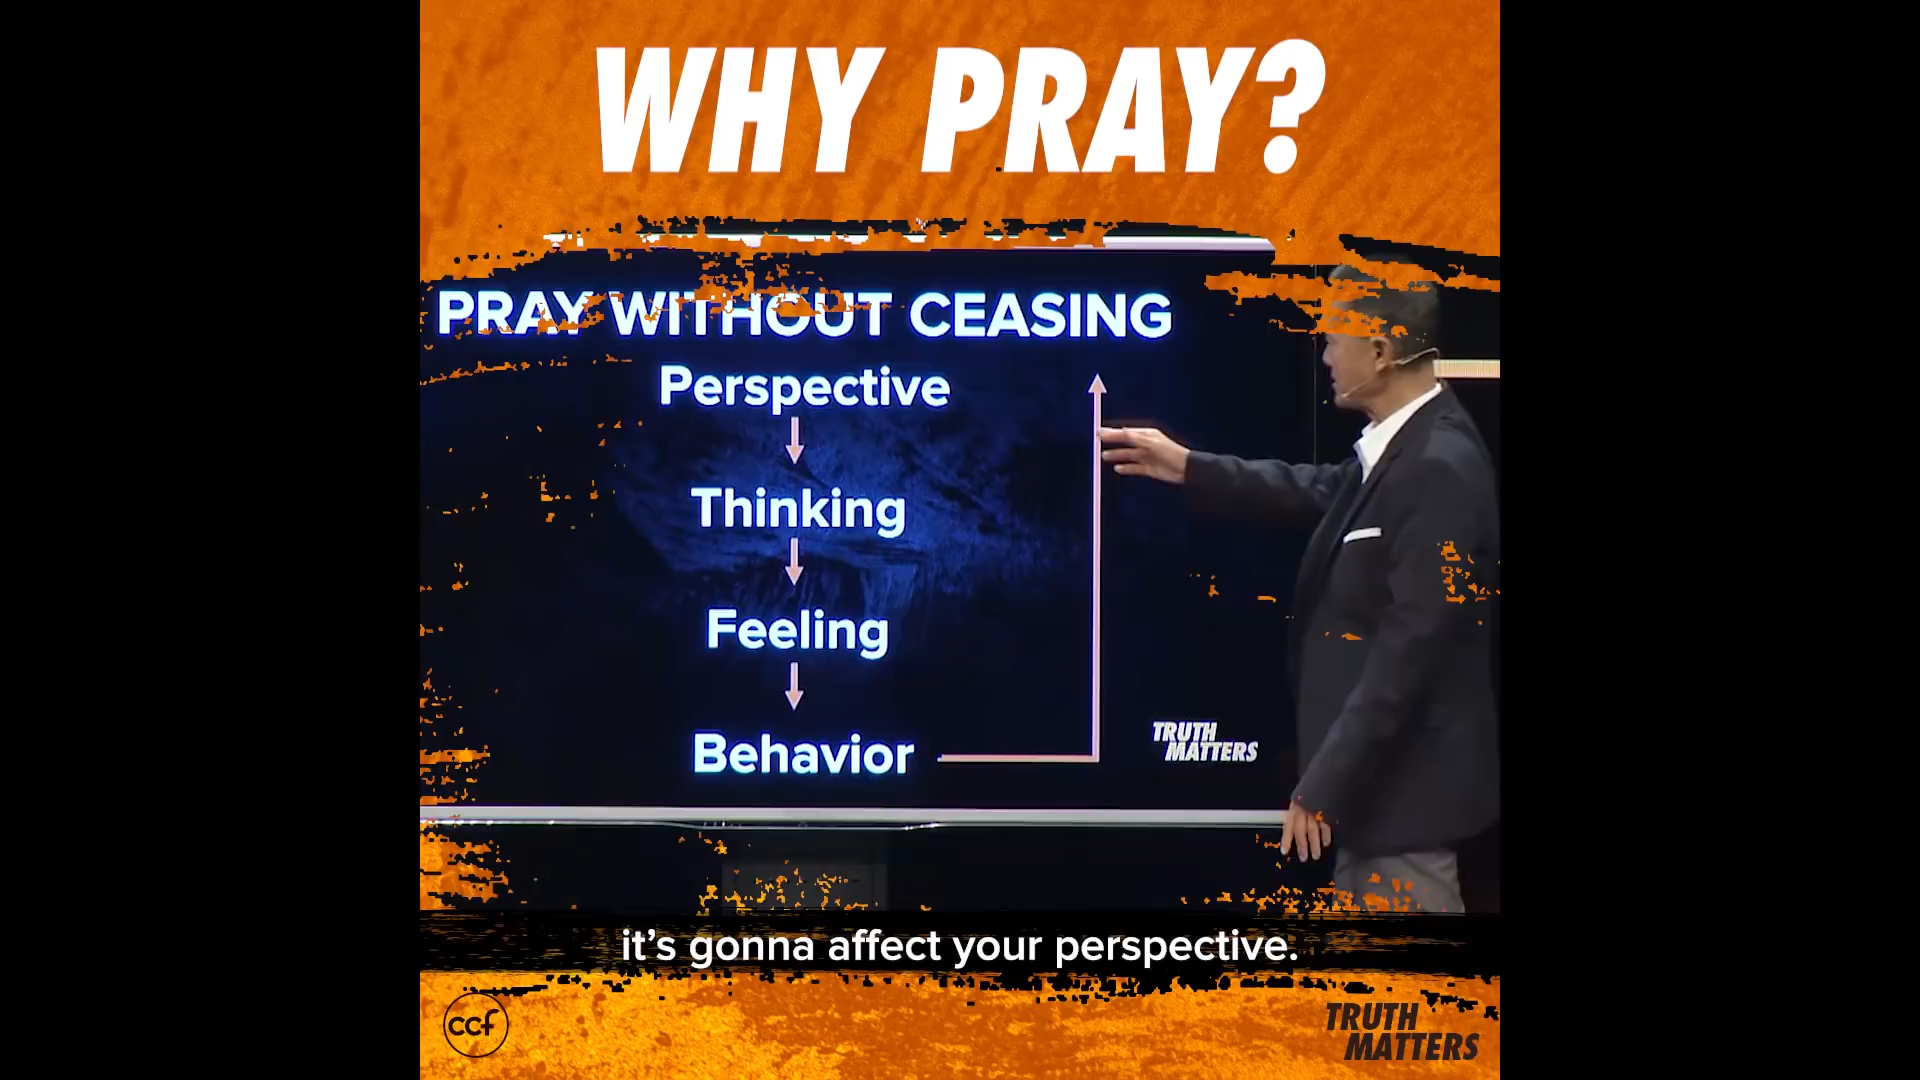 WHY PRAY?
PRAY WITHOUT CEASING
Perspective
Thinking
Feeling
Behavior
TRUTH
MATTERS
it's gonna affect your perspective.
ccf
TRUTH
MATTERS